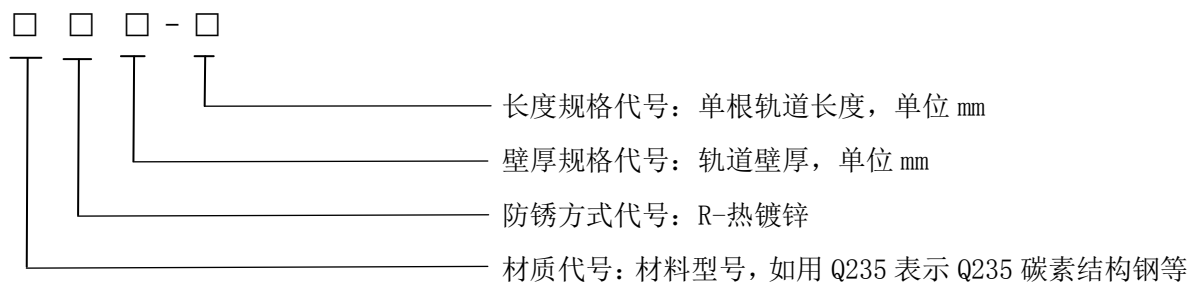 □ □ □-□
长度规格代号：单根轨道长度，单位 mm
壁厚规格代号：轨道壁厚，单位 mm
防锈方式代号：R-热镀锌
材质代号：材料型号，如用 Q235 表示 Q235 碳素结构钢等